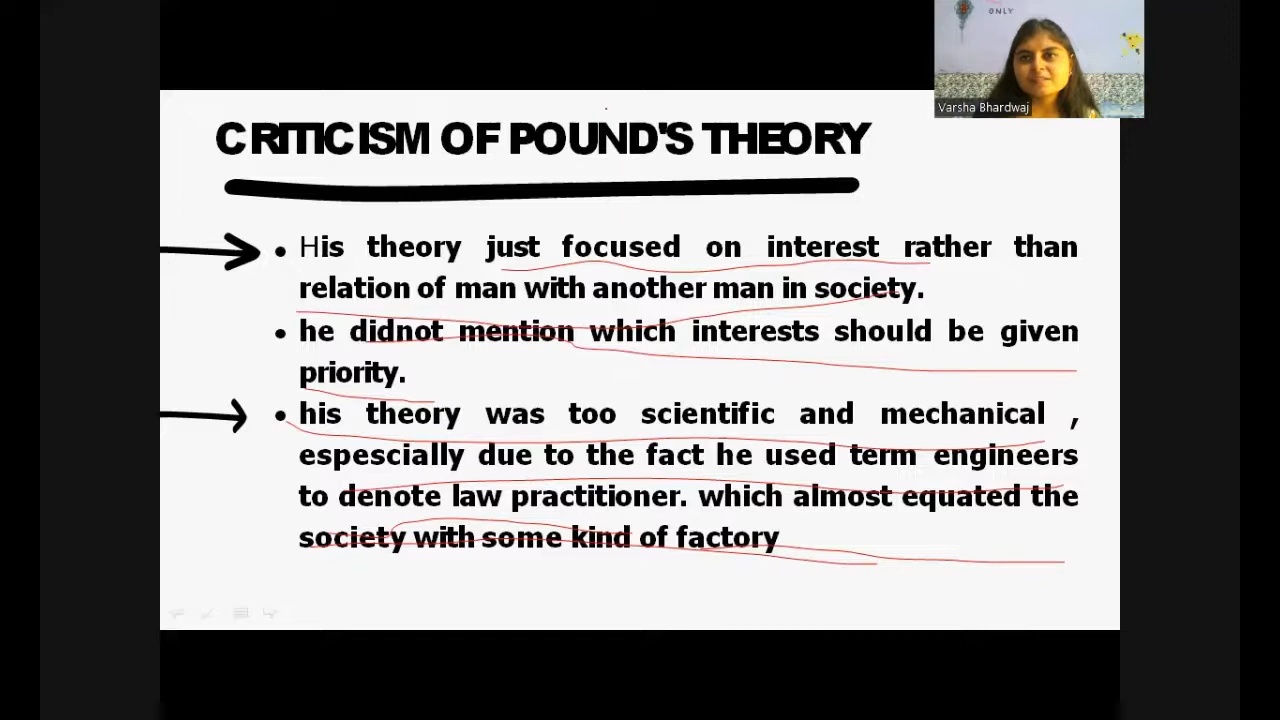 ONLY
Varsha Bhardwaj
CRITICISM OF POUND'S THEORY
• His theory just focused on interest rather than
relation of man with another man in society.
• he didnot mention which interests should be given
priority.
• his theory was too scientific and mechanical ,
espescially due to the fact he used term engineers
to denote law practitioner. which almost equated the
society with some kind of factory